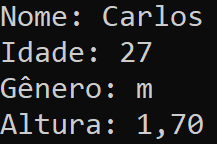 Nome: Carlos
Idade: 27
Gênero: m
Altura: 1,70